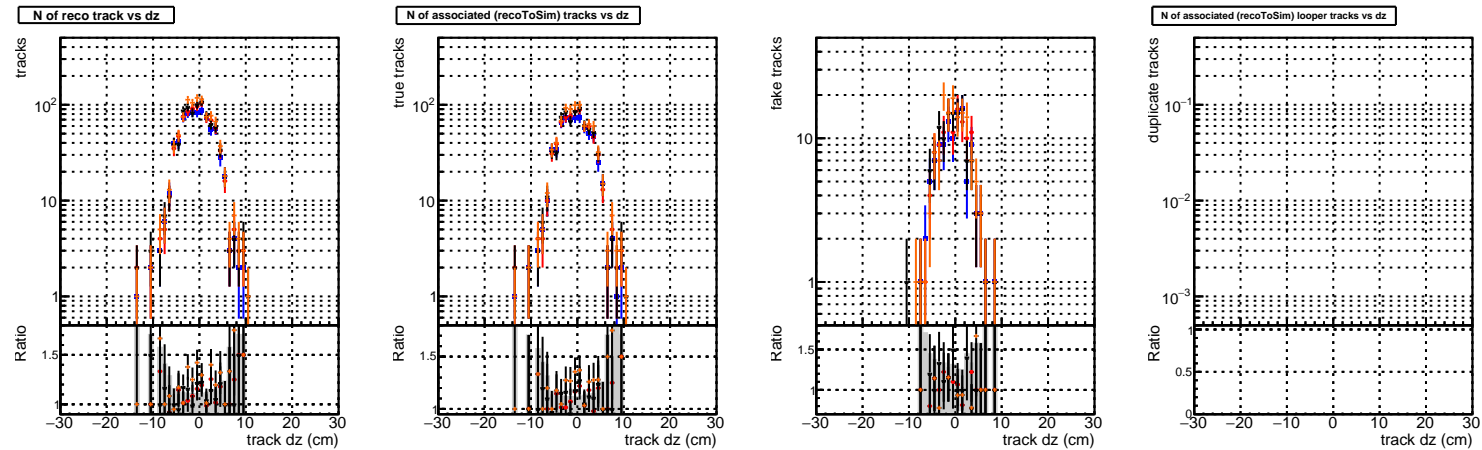 N of reco track vs dz
tracks
10²
10
1
Ratio
1.5
1
−30 −20 −10 0 10 20 30
track dz (cm)
N of associated (recoToSim) tracks vs dz
true tracks
10²
10
1
Ratio
1.5
1
−30 −20 −10 0 10 20 30
track dz (cm)
fake tracks
10
1
Ratio
1.5
1
−30 −20 −10 0 10 20 30
track dz (cm)
N of associated (recoToSim) looper tracks vs dz
duplicate tracks
10⁻¹
10⁻²
10⁻³
Ratio
1
0.5
0
−30 −20 −10 0 10 20 30
track dz (cm)